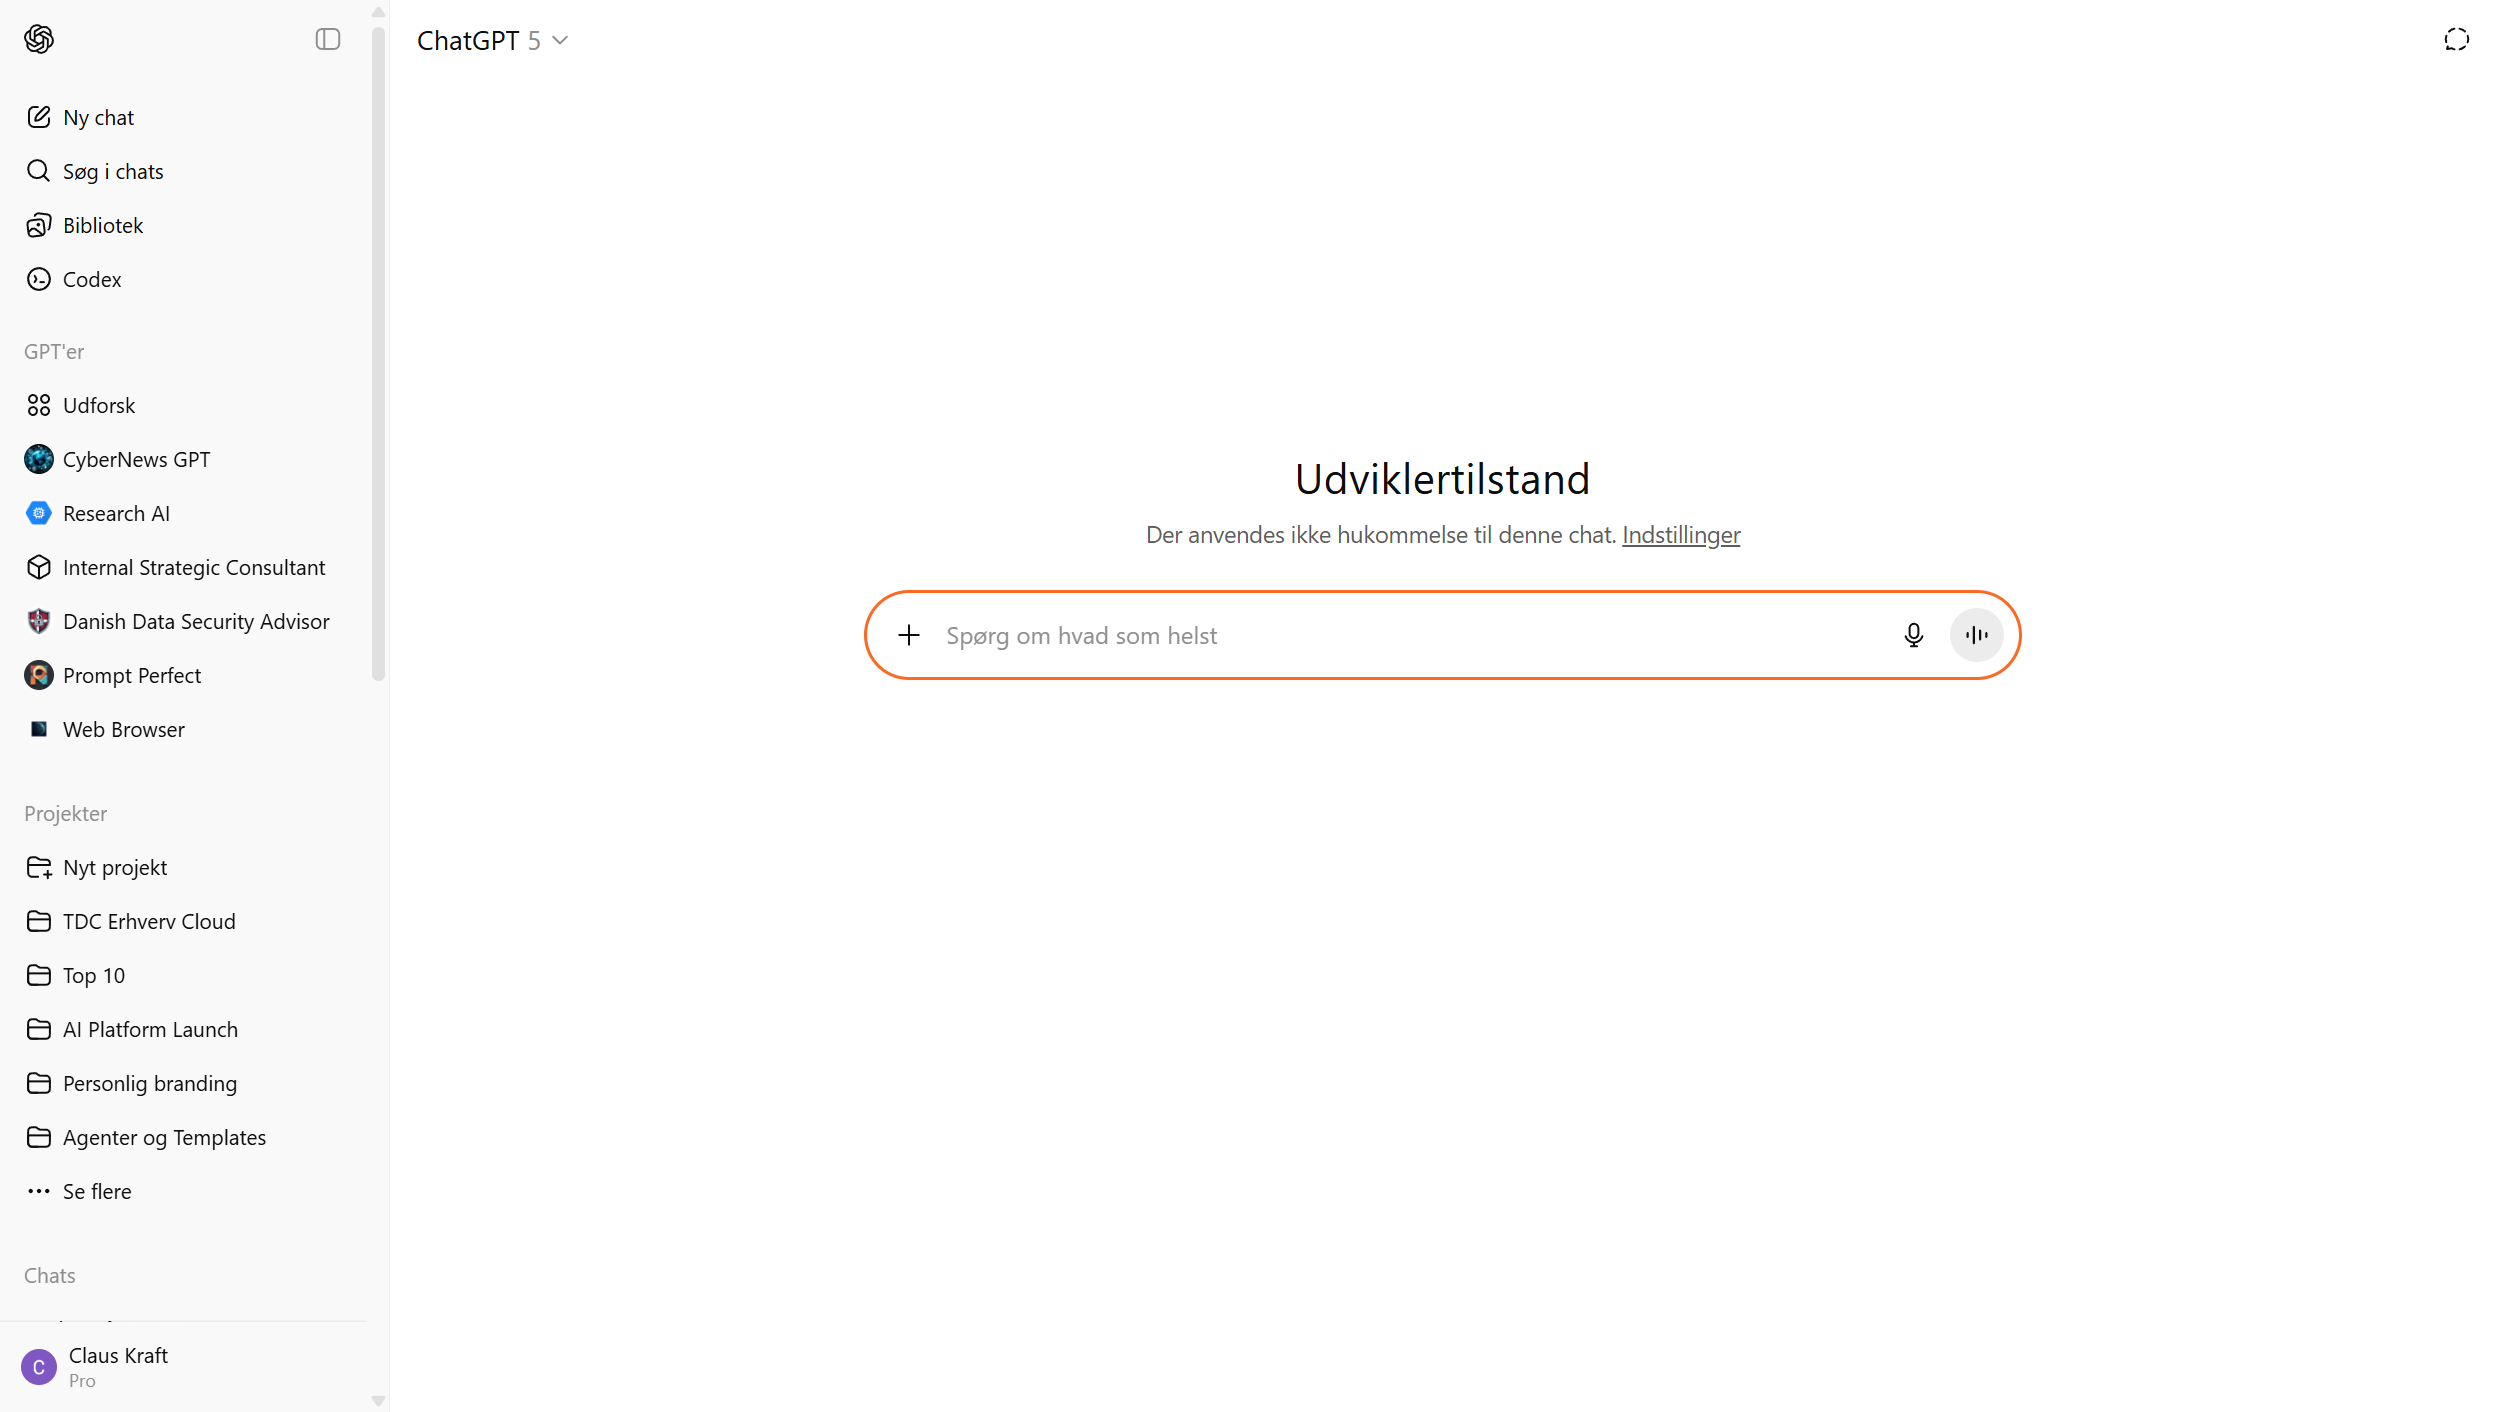 ChatGPT 5
Ny chat
Søg i chats
Bibliotek
Codex
GPT'er
Udforsk
CyberNews GPT
Research AI
Internal Strategic Consultant
Danish Data Security Advisor
Prompt Perfect
Web Browser
Projekter
Nyt projekt
TDC Erhverv Cloud
Top 10
AI Platform Launch
Personlig branding
Agenter og Templates
Se flere
Chats
C
Claus Kraft
Pro
Udviklertilstand
Der anvendes ikke hukommelse til denne chat. Indstillinger
Spørg om hvad som helst